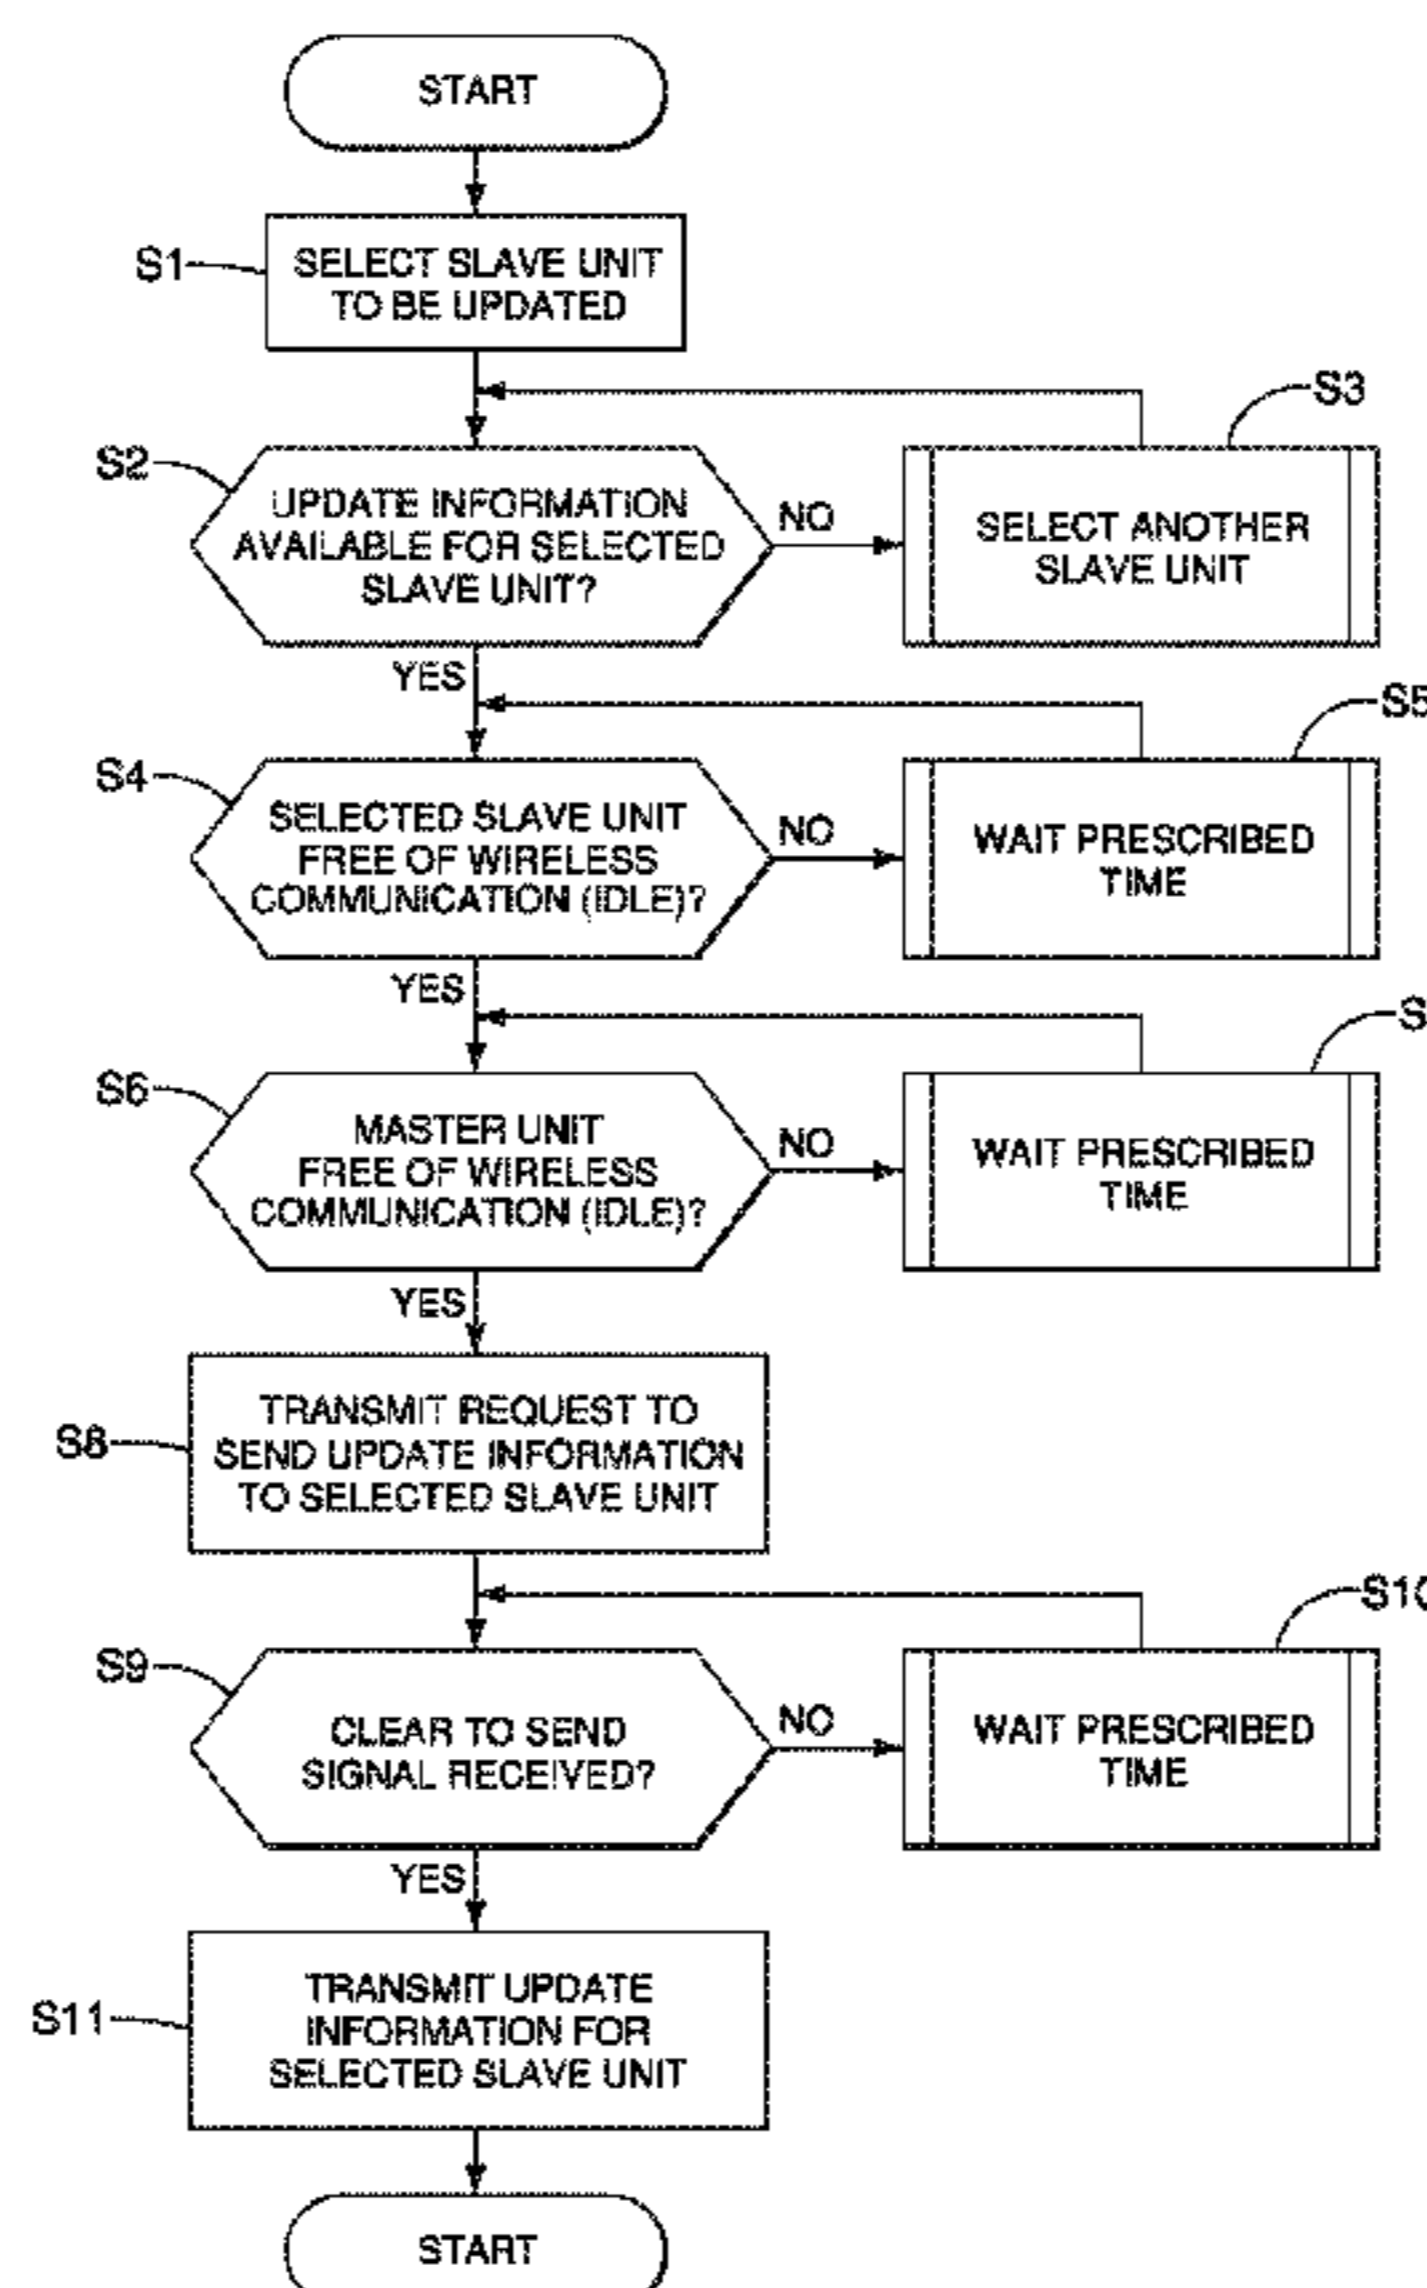 START
S1
SELECT SLAVE UNIT
TO BE UPDATED
S3
S2
UPDATE INFORMATION
AVAILABLE FOR SELECTED
SLAVE UNIT?
NO
SELECT ANOTHER
SLAVE UNIT
YES
S5
S4
SELECTED SLAVE UNIT
FREE OF WIRELESS
COMMUNICATION (IDLE)?
NO
WAIT PRESCRIBED
TIME
YES
S
S6
MASTER UNIT
FREE OF WIRELESS
COMMUNICATION (IDLE)?
NO
WAIT PRESCRIBED
TIME
YES
S8
TRANSMIT REQUEST TO
SEND UPDATE INFORMATION
TO SELECTED SLAVE UNIT
S10
S9
CLEAR TO SEND
SIGNAL RECEIVED?
NO
WAIT PRESCRIBED
TIME
YES
S11
TRANSMIT UPDATE
INFORMATION FOR
SELECTED SLAVE UNIT
START